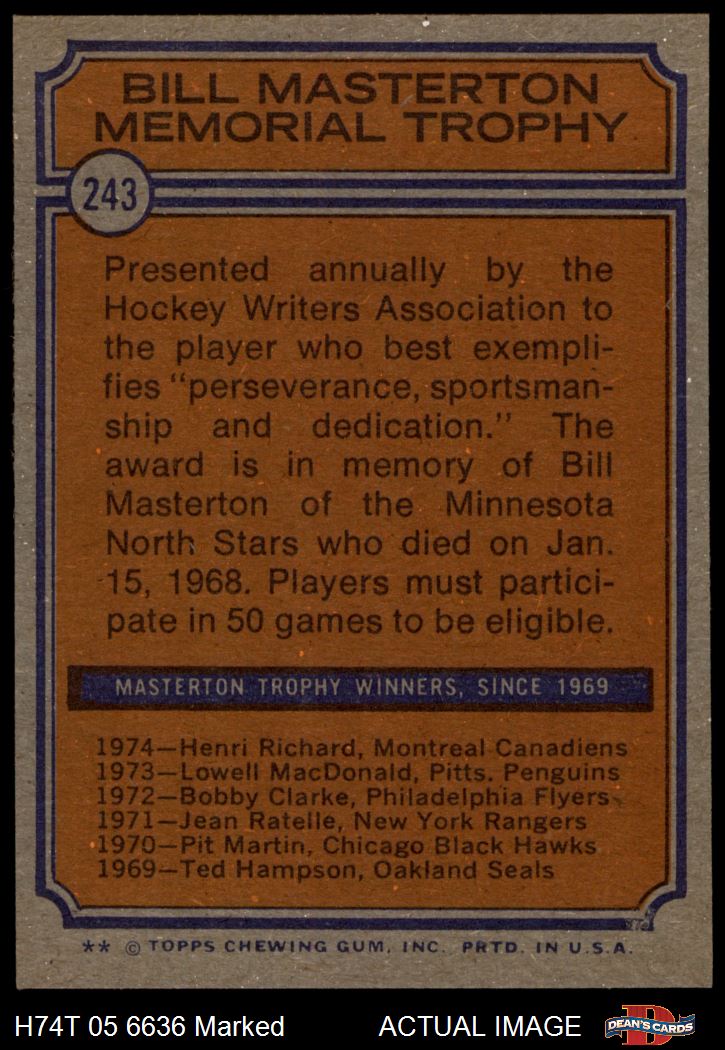 BILL MASTERTON
MEMORIAL TROPHY
243
Presented annually by the
Hockey Writers Association to
the player who best exempli-
fies "perseverance, sportsman-
ship and dedication." The
award is in memory of Bill
Masterton of the Minnesota
North Stars who died on Jan.
15, 1968. Players must partici-
pate in 50 games to be eligible.
MASTERTON TROPHY WINNERS, SINCE 1969
1974—Henri Richard, Montreal Canadiens
1973—Lowell MacDonald, Pitts. Penguins
1972—Bobby Clarke, Philadelphia Flyers
1971—Jean Ratelle, New York Rangers
1970—Pit Martin, Chicago Black Hawks
1969—Ted Hampson, Oakland Seals
** © TOPPS CHEWING GUM, INC. PRTD. IN U.S.A.
H74T 05 6636 Marked ACTUAL IMAGE
D
DEAN'S CARDS